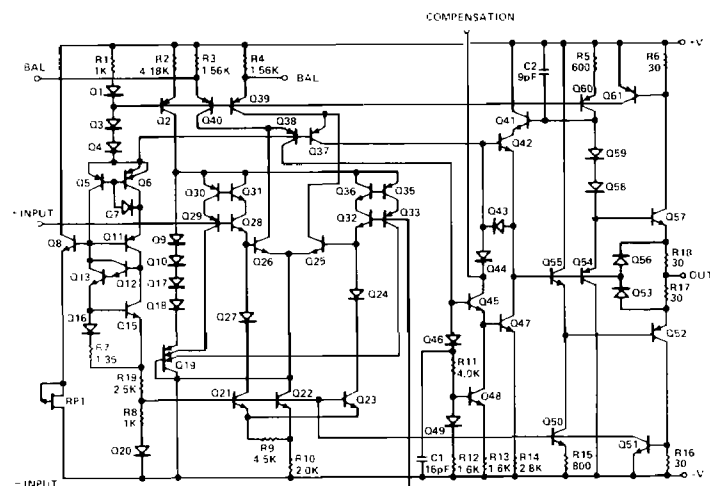 COMPENSATION
+V
R1
1K
R2
4.18K
R3
1.56K
R4
1.56K
C2
9pF
R5
600
R6
30
BAL
BAL
Q1
Q39
Q60
Q61
Q3
Q2
Q40
Q38
Q41
Q4
Q37
Q42
Q59
Q5
Q6
Q30
Q31
Q36
Q35
Q58
Q7
Q29
Q28
Q32
Q33
Q43
Q57
INPUT
Q8
Q11
Q9
Q44
Q55
Q54
Q56
R18
30
Q13
Q12
Q10
Q26
Q25
OUT
Q17
Q24
Q45
Q53
R17
30
Q16
Q15
Q18
Q27
Q47
Q52
Q46
R7
1.35
Q19
R11
4.0K
R19
2.5K
Q21
Q22
Q23
Q48
RP1
R8
1K
Q49
Q50
Q51
Q20
R9
4.5K
R10
2.0K
C1
16pF
R12
1.6K
R13
1.6K
R14
2.8K
R15
800
R16
30
-V
-INPUT